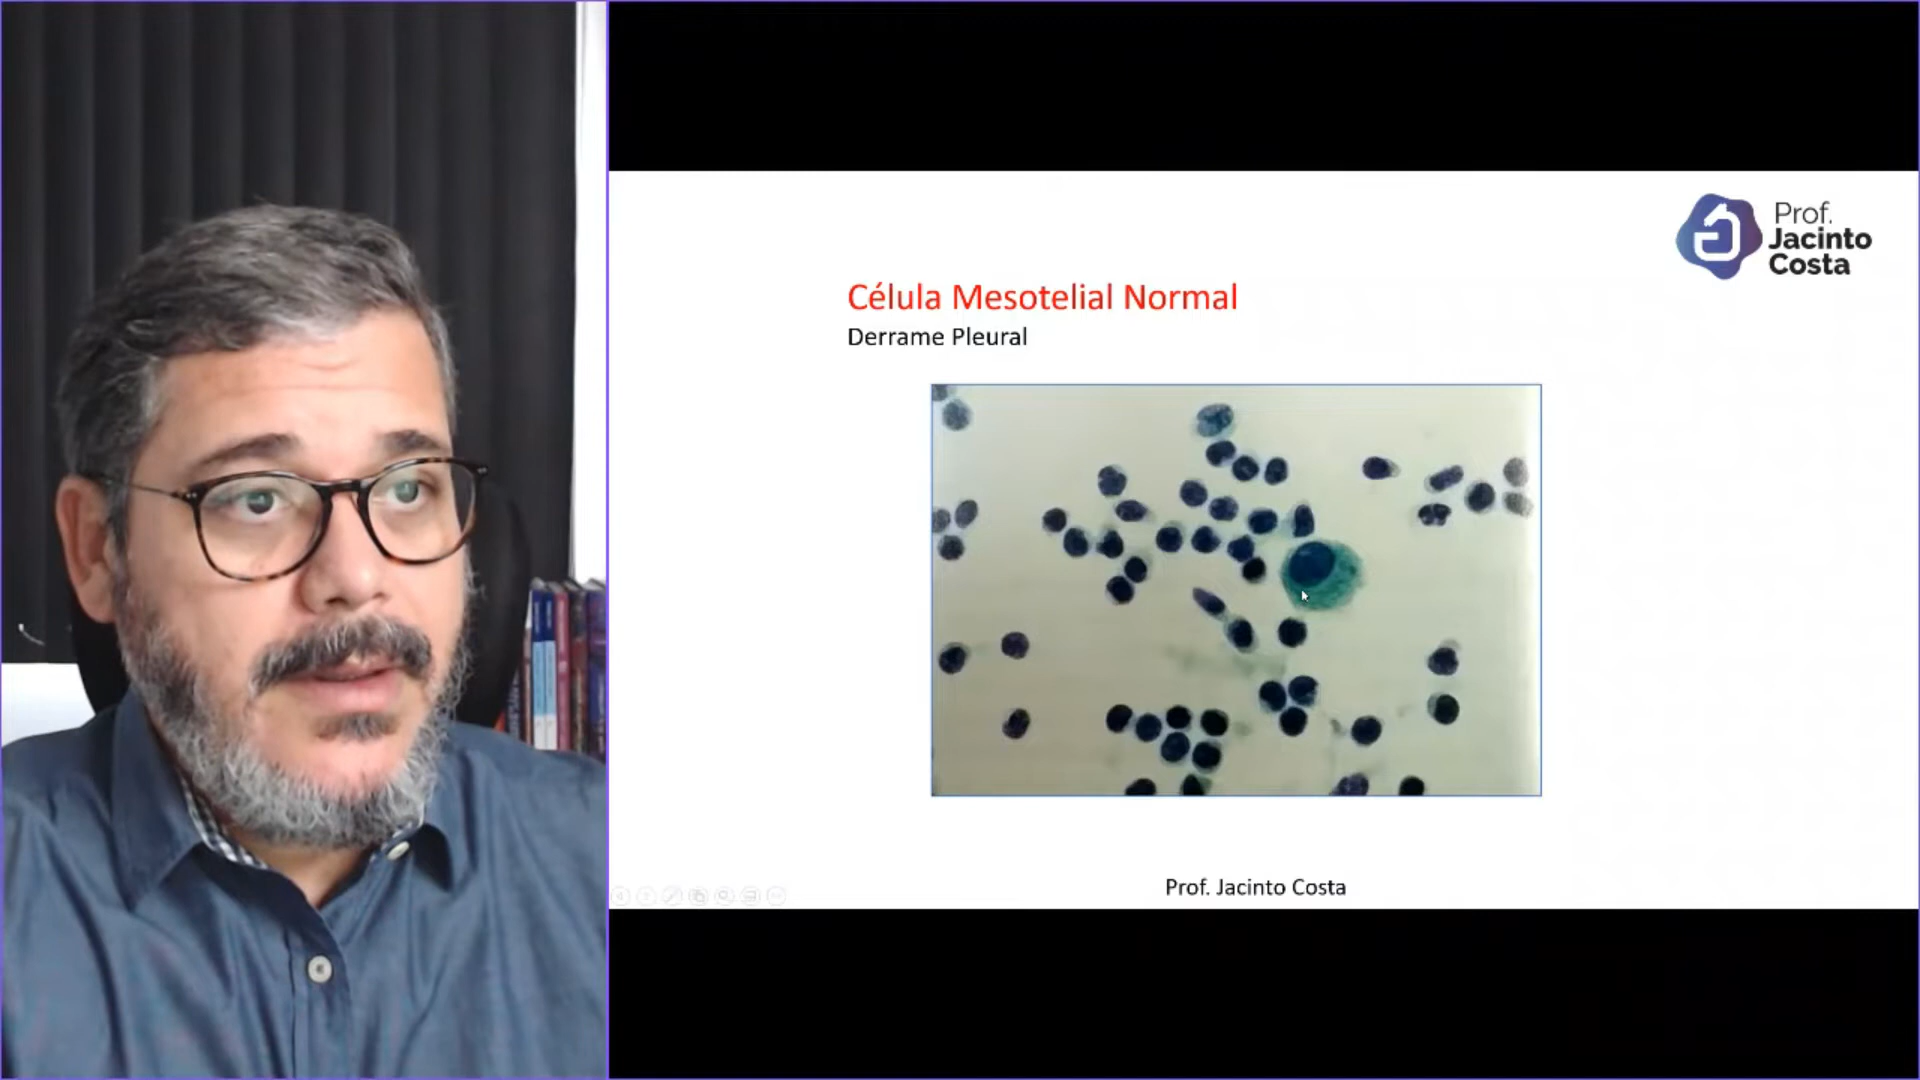 Prof.
Jacinto
Costa
Célula Mesotelial Normal
Derrame Pleural
Prof. Jacinto Costa